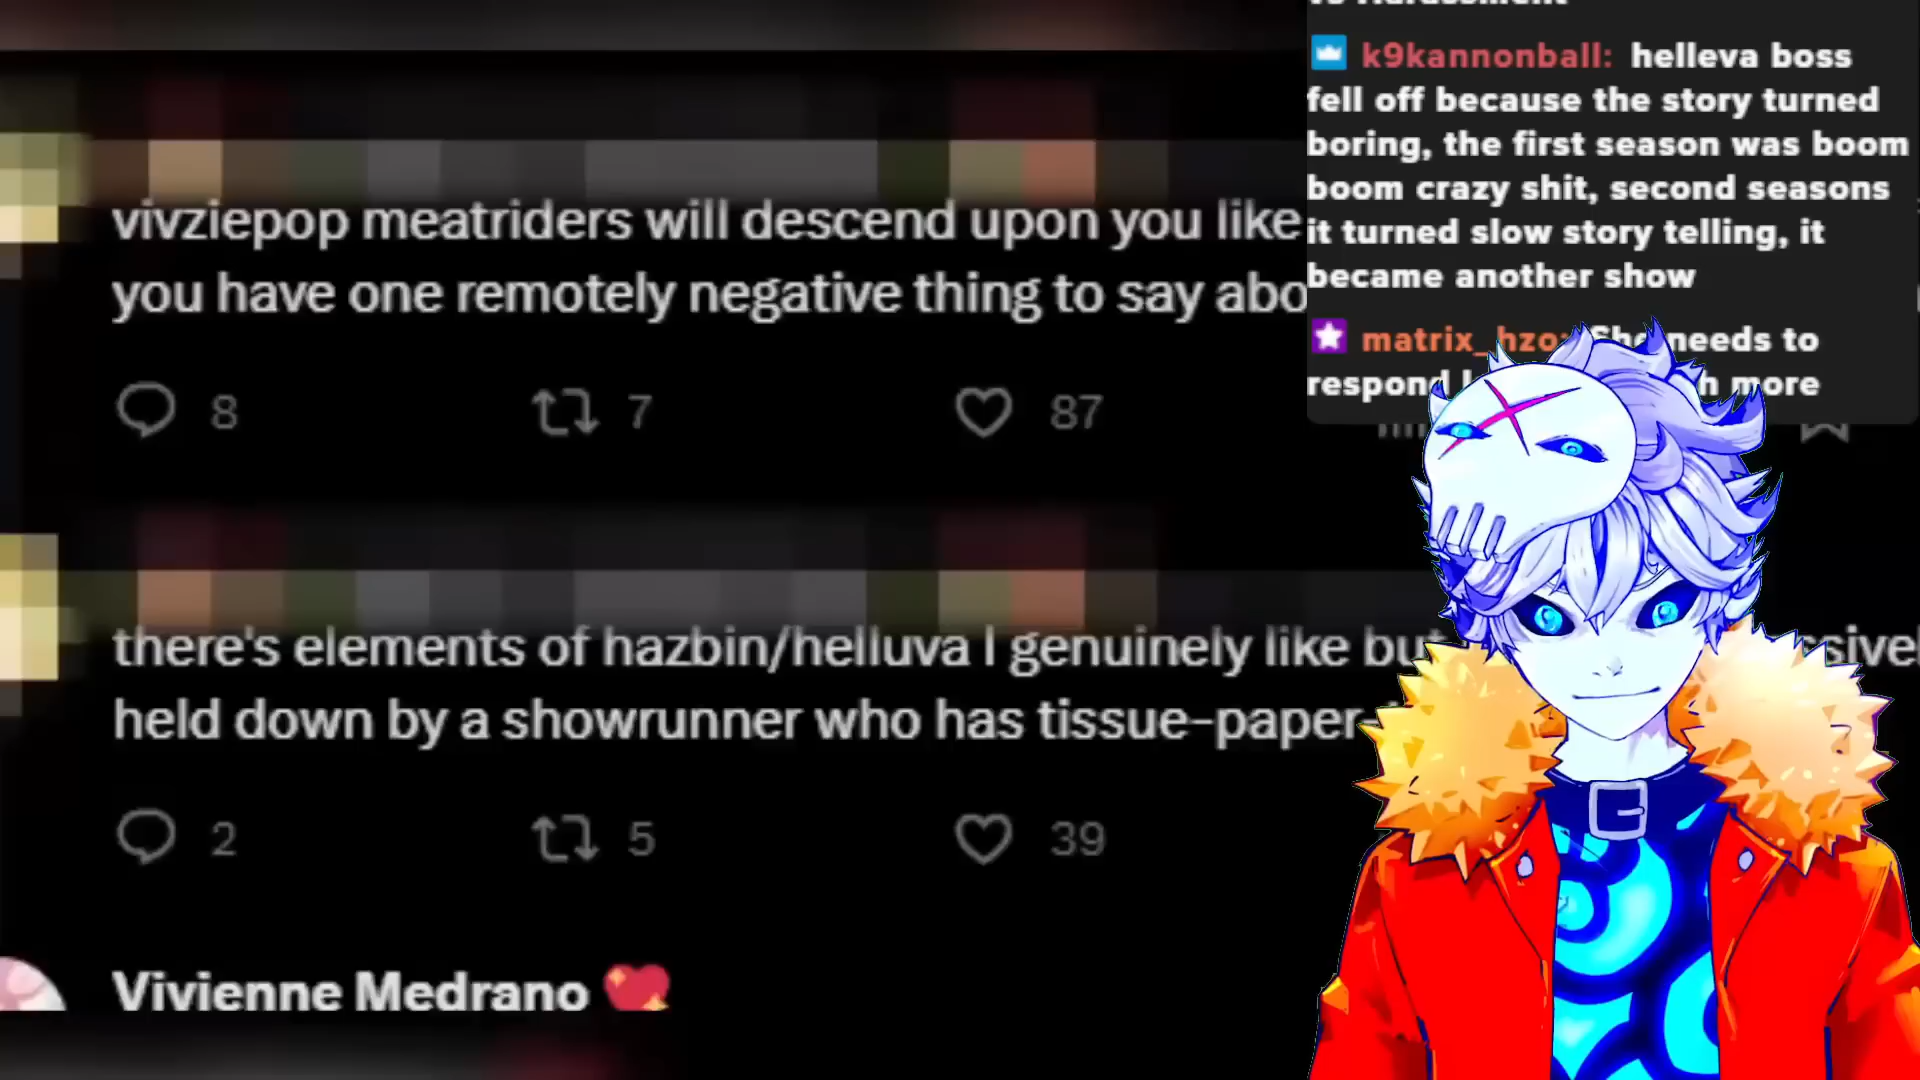 vivziepop meatriders will descend upon you like
you have one remotely negative thing to say abo
8 7 87
there's elements of hazbin/helluva I genuinely like bu
held down by a showrunner who has tissue-paper-
2 5 39
Vivienne Medrano
k9kannonball: helleva boss
fell off because the story turned
boring, the first season was boom
boom crazy shit, second seasons
it turned slow story telling, it
became another show
matrix_hzo: She needs to
respond more